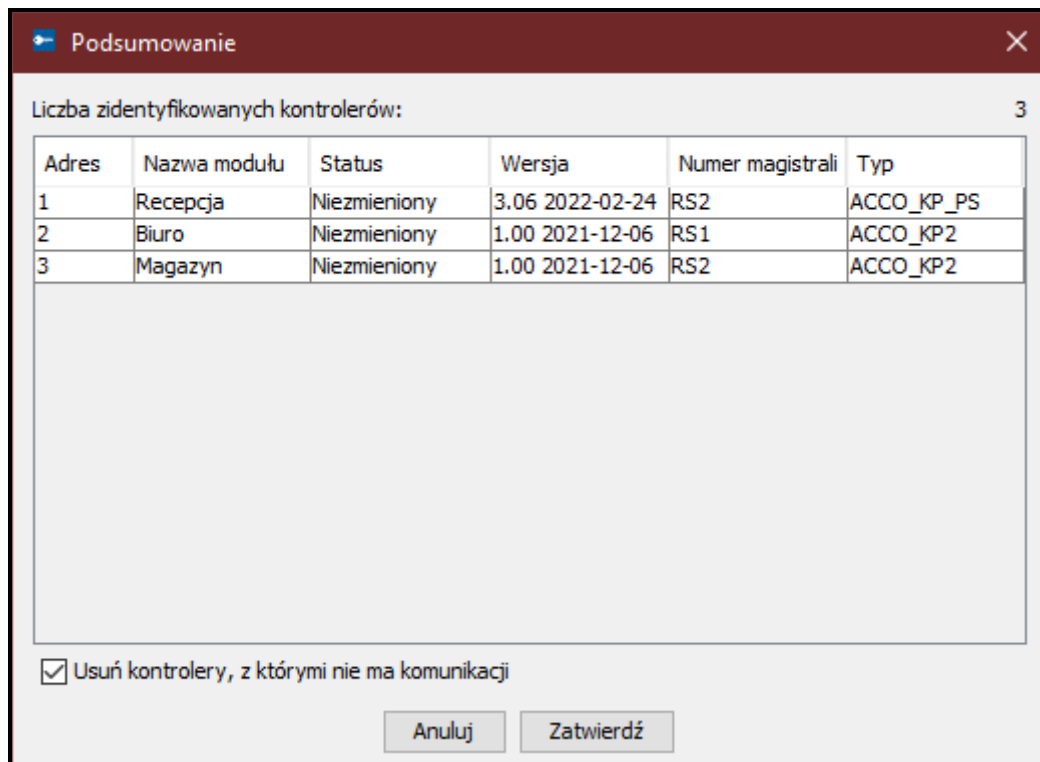 Podsumowanie
Liczba zidentyfikowanych kontrolerów: 3
Adres Nazwa modułu Status Wersja Numer magistrali Typ
1 Recepcja Niezmieniony 3.06 2022-02-24 RS2 ACCO_KP_PS
2 Biuro Niezmieniony 1.00 2021-12-06 RS1 ACCO_KP2
3 Magazyn Niezmieniony 1.00 2021-12-06 RS2 ACCO_KP2
Usuń kontrolery, z którymi nie ma komunikacji
Anuluj Zatwierdź